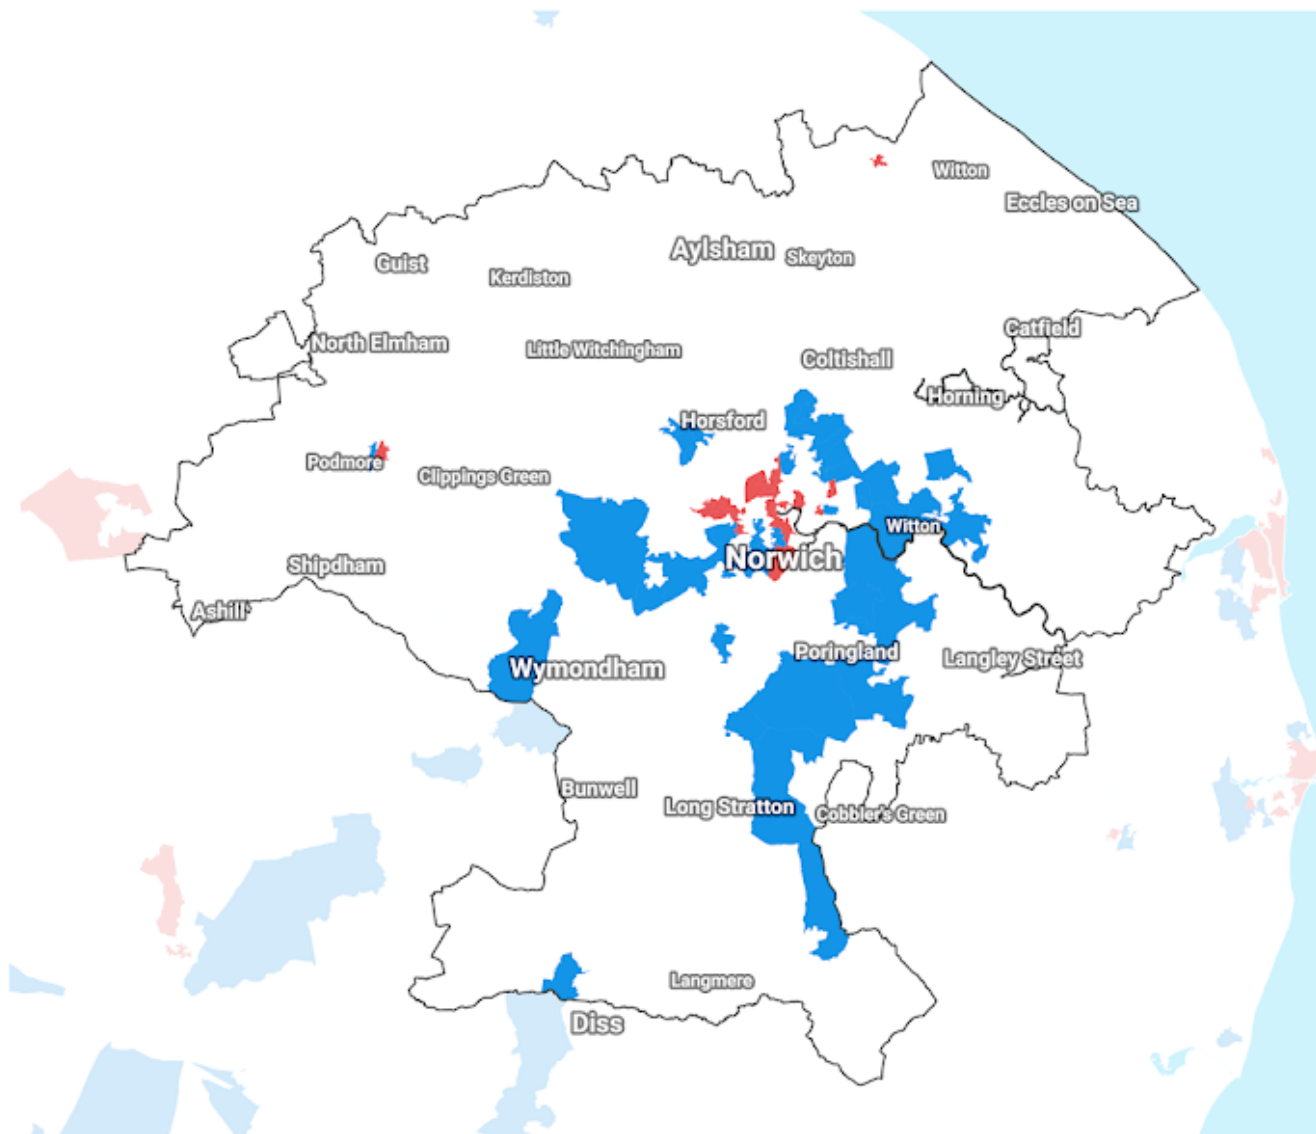 Witton
Eccles on Sea
Aylsham
Skeyton
Guist
Kerdiston
Catfield
North Elmham
Little Witchingham
Coltishall
Horning
Horsford
Podmore
Clippings Green
Witton
Norwich
Shipdham
Ashill
Poringland
Langley Street
Wymondham
Bunwell
Long Stratton
Cobbler's Green
Langmere
Diss